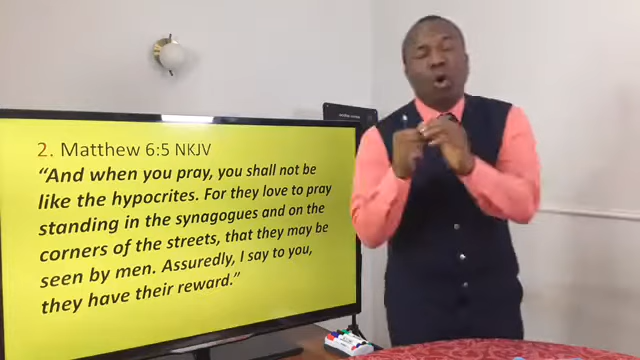 2. Matthew 6:5 NKJV
“And when you pray, you shall not be
like the hypocrites. For they love to pray
standing in the synagogues and on the
corners of the streets, that they may be
seen by men. Assuredly, I say to you,
they have their reward.”